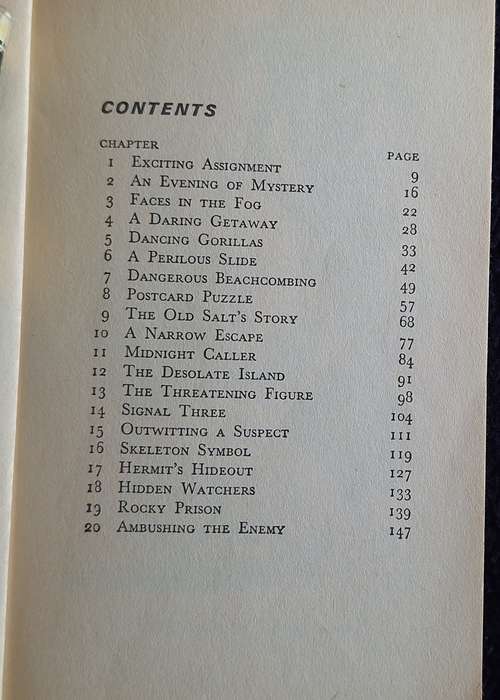 CONTENTS
CHAPTER PAGE
1 EXCITING ASSIGNMENT 9
2 AN EVENING OF MYSTERY 16
3 FACES IN THE FOG 22
4 A DARING GETAWAY 28
5 DANCING GORILLAS 33
6 A PERILOUS SLIDE 42
7 DANGEROUS BEACHCOMBING 49
8 POSTCARD PUZZLE 57
9 THE OLD SALT'S STORY 68
10 A NARROW ESCAPE 77
11 MIDNIGHT CALLER 84
12 THE DESOLATE ISLAND 91
13 THE THREATENING FIGURE 98
14 SIGNAL THREE 104
15 OUTWITTING A SUSPECT 111
16 SKELETON SYMBOL 119
17 HERMIT'S HIDEOUT 127
18 HIDDEN WATCHERS 133
19 ROCKY PRISON 139
20 AMBUSHING THE ENEMY 147